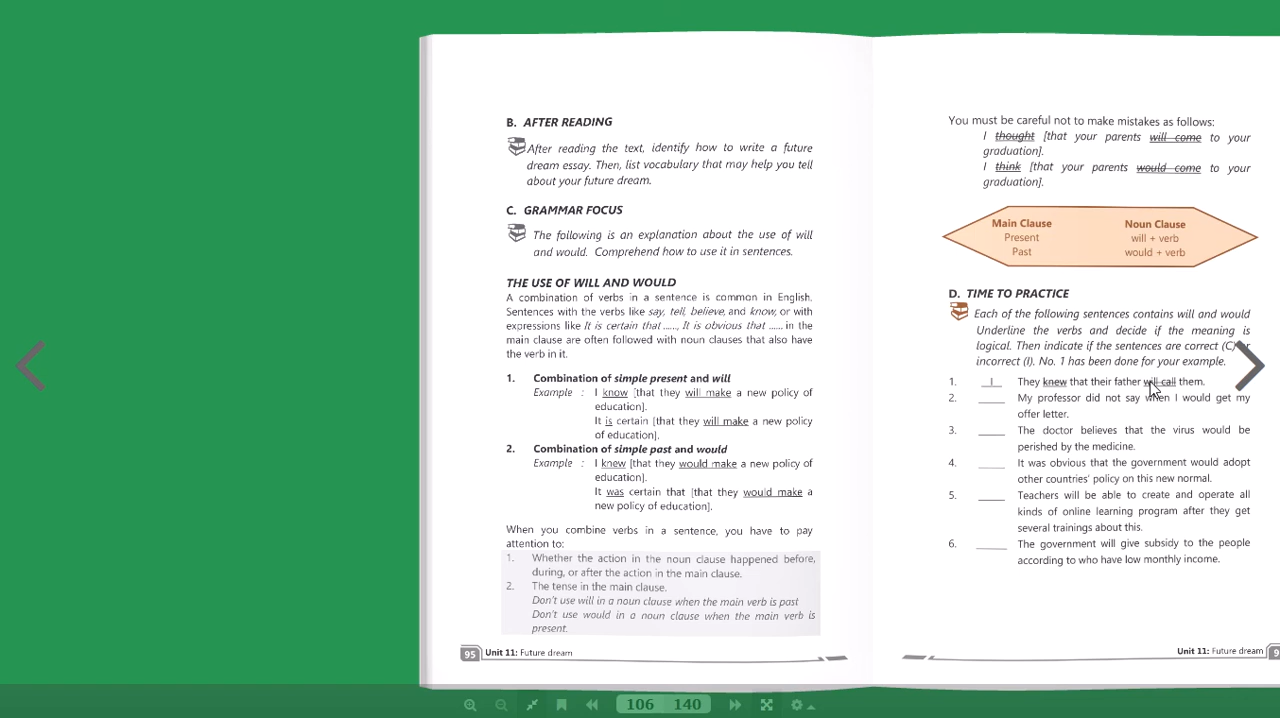 B. AFTER READING
After reading the text, identify how to write a future
dream essay. Then, list vocabulary that may help you tell
about your future dream.
C. GRAMMAR FOCUS
The following is an explanation about the use of will
and would. Comprehend how to use it in sentences.
THE USE OF WILL AND WOULD
A combination of verbs in a sentence is common in English.
Sentences with the verbs like say, tell, believe, and know, or with
expressions like It is certain that ......, It is obvious that ...... in the
main clause are often followed with noun clauses that also have
the verb in it.
1. Combination of simple present and will
Example : I know [that they will make a new policy of
education].
It is certain [that they will make a new policy
of education].
2. Combination of simple past and would
Example : I knew [that they would make a new policy of
education].
It was certain that [that they would make a
new policy of education].
When you combine verbs in a sentence, you have to pay
attention to:
1. Whether the action in the noun clause happened before,
during, or after the action in the main clause.
2. The tense in the main clause.
Don't use will in a noun clause when the main verb is past
Don't use would in a noun clause when the main verb is
present.
95 Unit 11: Future dream
You must be careful not to make mistakes as follows:
I thought [that your parents will come to your
graduation].
I think [that your parents would come to your
graduation].
Main Clause Noun Clause
Present will + verb
Past would + verb
D. TIME TO PRACTICE
Each of the following sentences contains will and would
Underline the verbs and decide if the meaning is
logical. Then indicate if the sentences are correct (C) or
incorrect (I). No. 1 has been done for your example.
1. I They knew that their father will call them.
2. ____ My professor did not say when I would get my
offer letter.
3. ____ The doctor believes that the virus would be
perished by the medicine.
4. ____ It was obvious that the government would adopt
other countries' policy on this new normal.
5. ____ Teachers will be able to create and operate all
kinds of online learning program after they get
several trainings about this.
6. ____ The government will give subsidy to the people
according to who have low monthly income.
Unit 11: Future dream
106 140